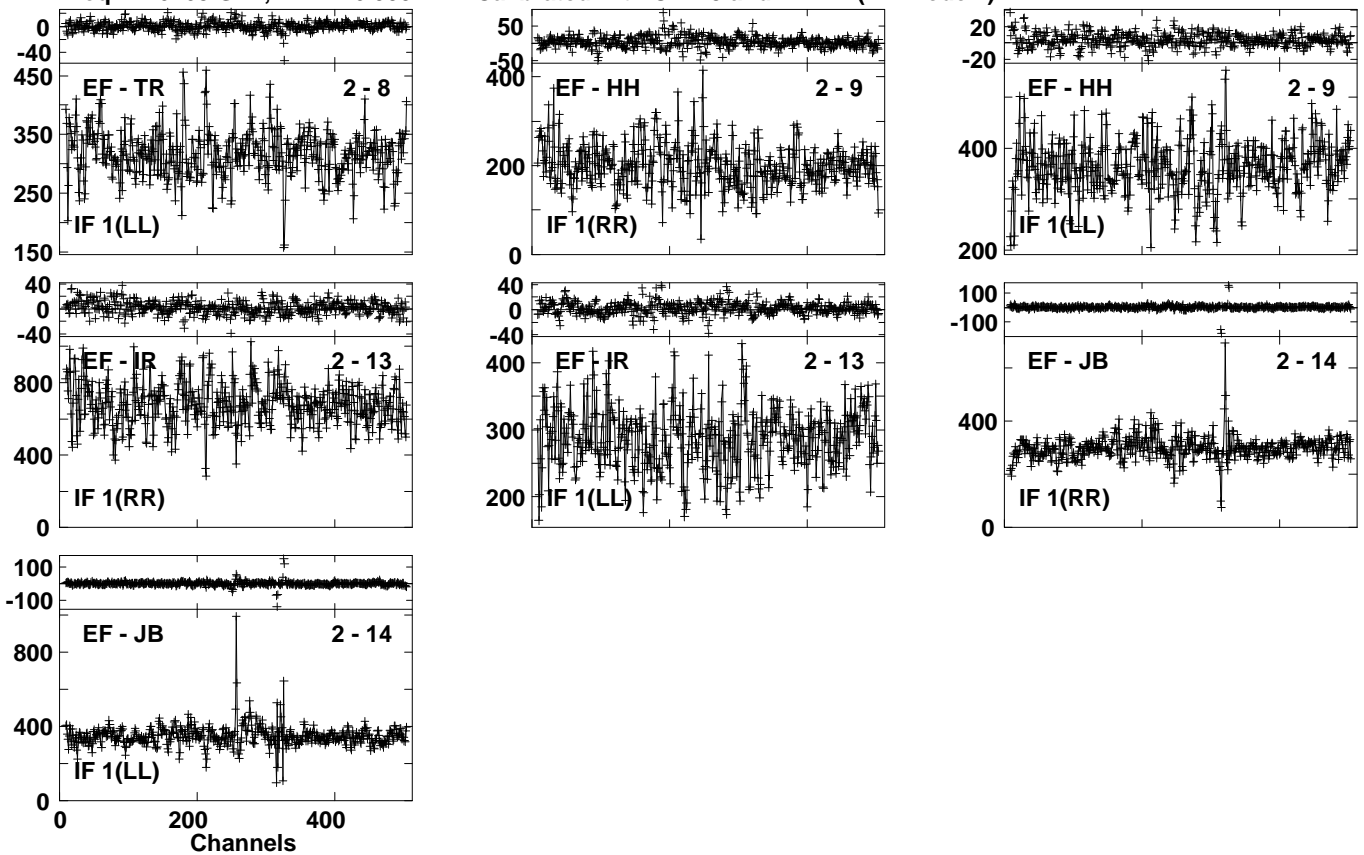 0
-40
450
350
250
150
EF - TR 2 - 8
IF 1(LL)
50
-50
400
200
0
EF - HH 2 - 9
IF 1(RR)
20
-20
400
200
EF - HH 2 - 9
IF 1(LL)
40
0
-40
800
400
0
EF - IR 2 - 13
IF 1(RR)
40
0
-40
400
300
200
EF - IR 2 - 13
IF 1(LL)
100
-100
400
0
EF - JB 2 - 14
IF 1(RR)
100
-100
800
400
0
EF - JB 2 - 14
IF 1(LL)
0 200 400
Channels